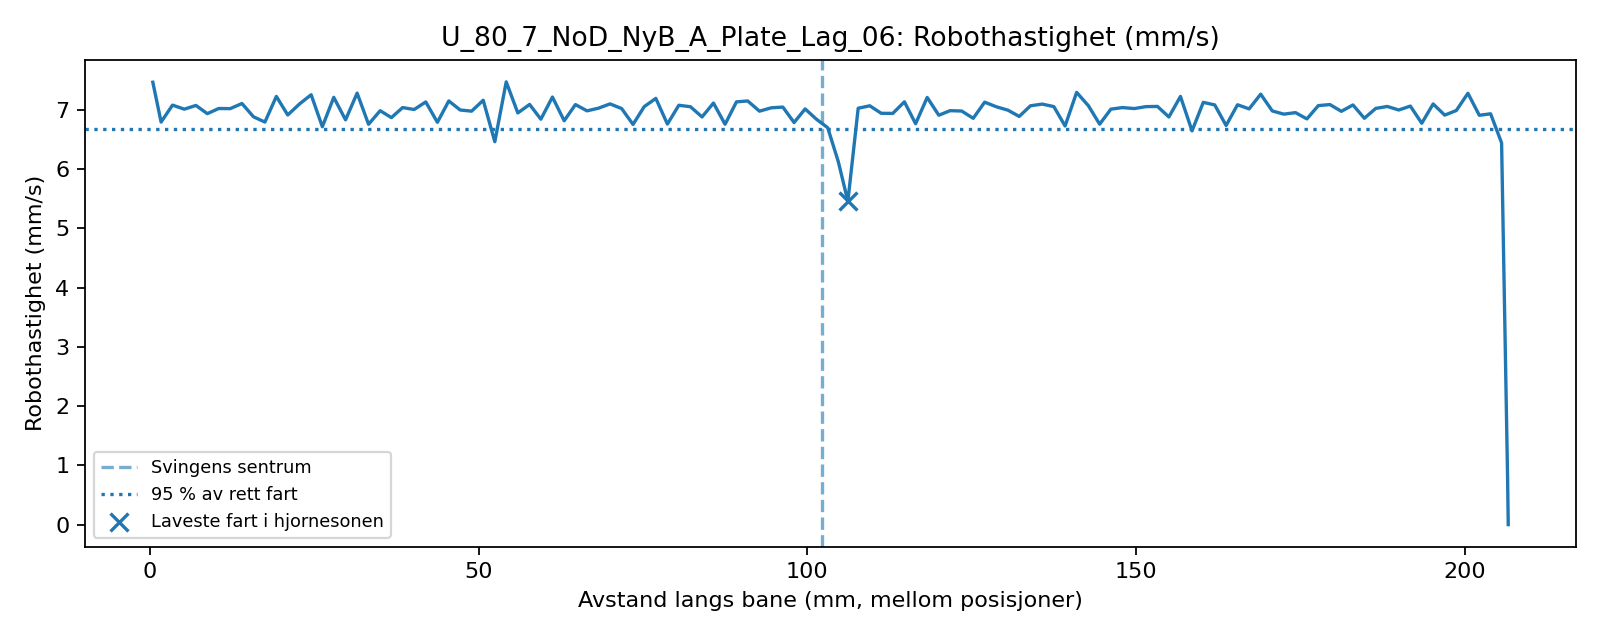 U_80_7_NoD_NyB_A_Plate_Lag_06: Robothastighet (mm/s)
Robothastighet (mm/s)
7
6
5
4
3
2
1
0
Svingens sentrum
95 % av rett fart
Laveste fart i hjornesonen
0 50 100 150 200
Avstand langs bane (mm, mellom posisjoner)